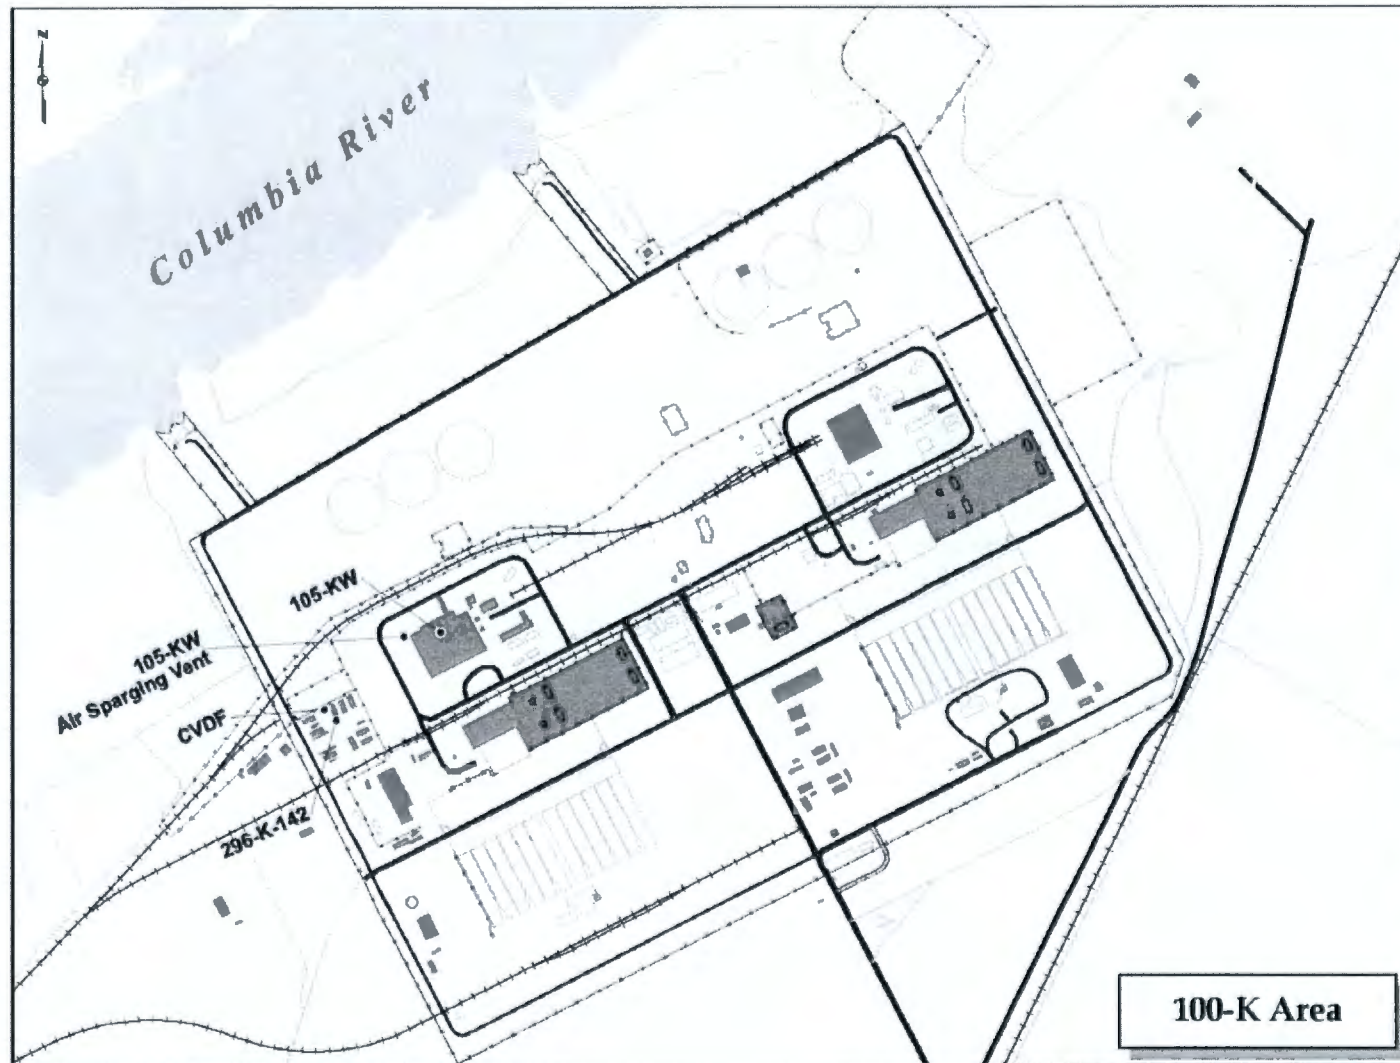 N
Columbia River
105-KW
105-KW
Air Sparging Vent
CVDF
296-K-142
100-K Area